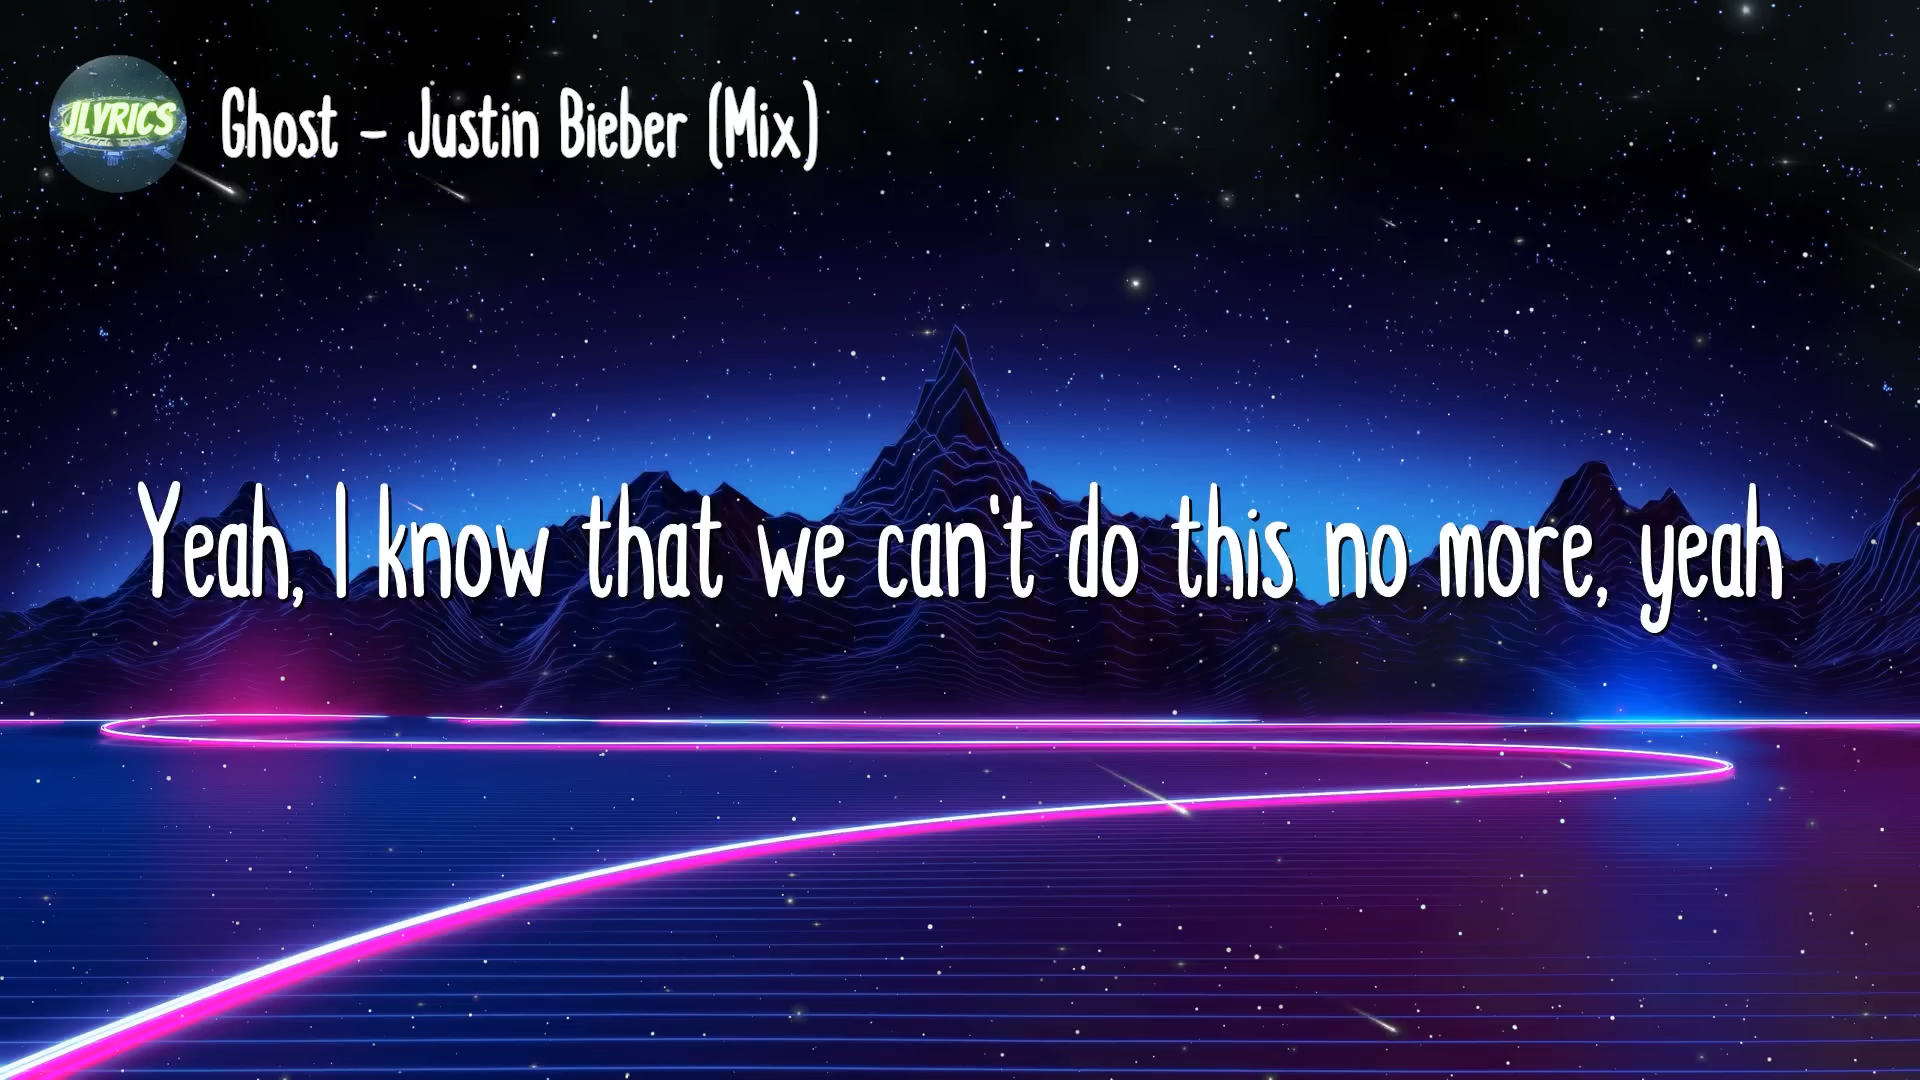 JLYRICS
Ghost - Justin Bieber (Mix)
Yeah, I know that we can't do this no more, yeah